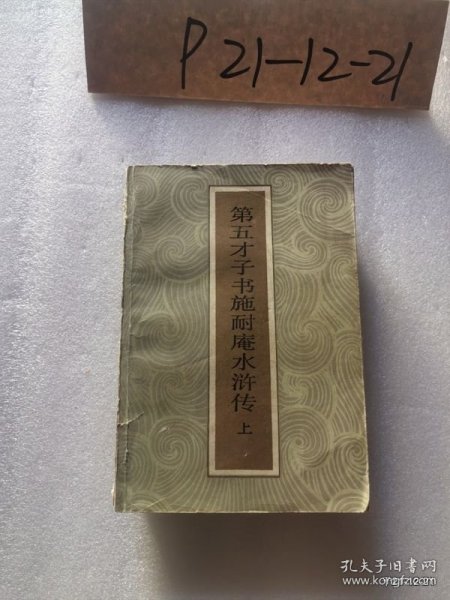 P 21-12-21
第五才子书施耐庵水浒传 上
孔夫子旧书网
www.kongfz.com